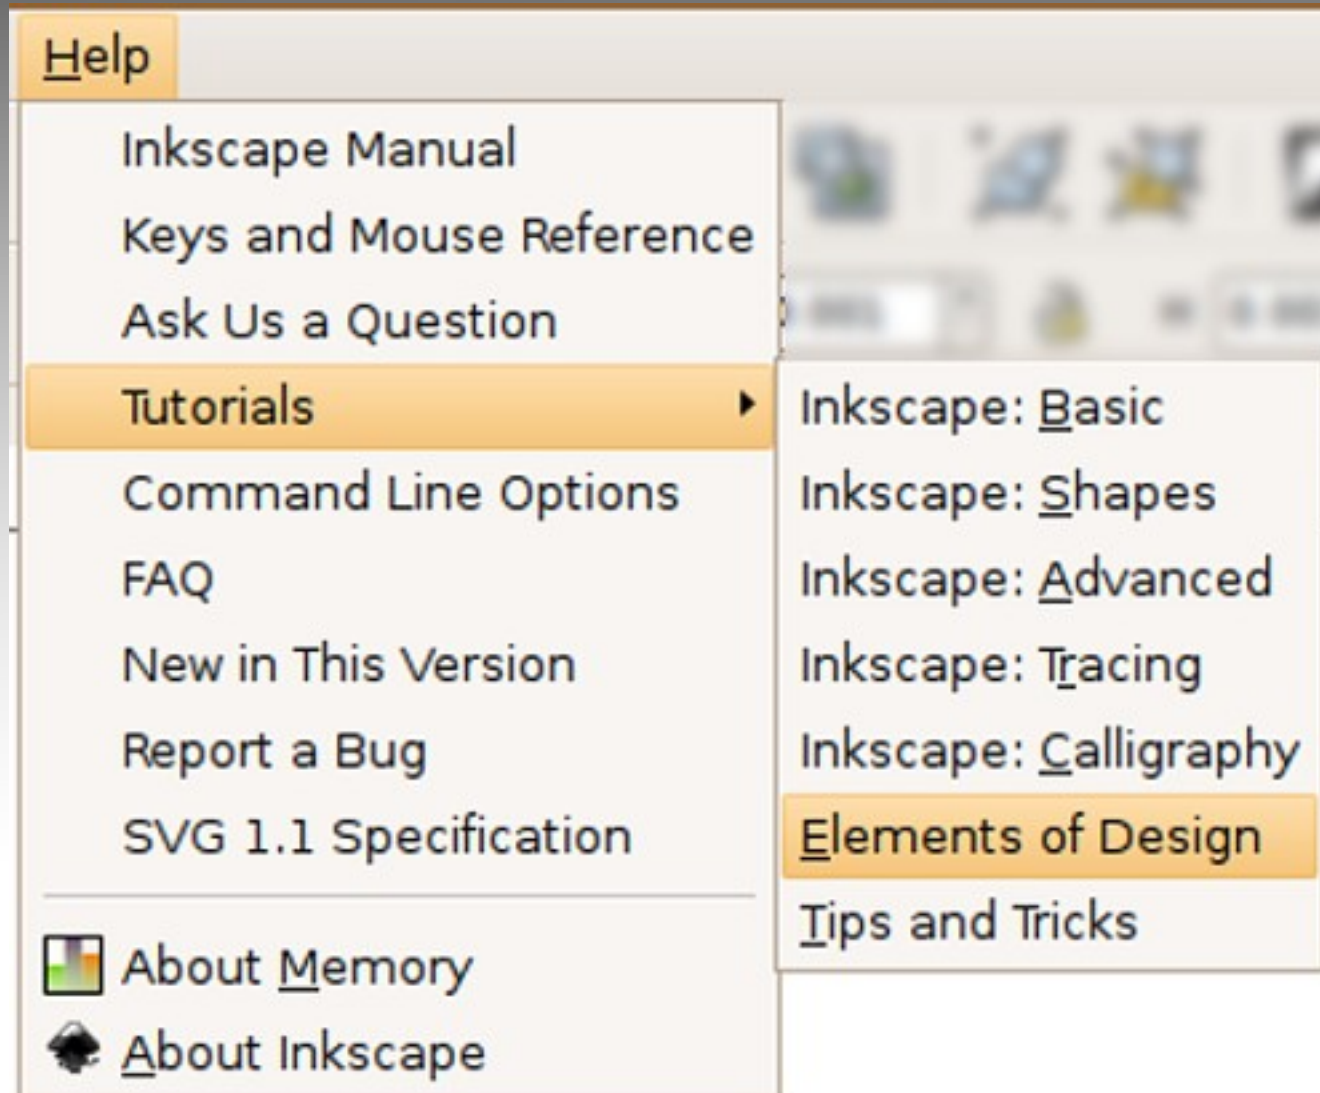 Help
Inkscape Manual
Keys and Mouse Reference
Ask Us a Question
Tutorials
Command Line Options
FAQ
New in This Version
Report a Bug
SVG 1.1 Specification
About Memory
About Inkscape
Inkscape: Basic
Inkscape: Shapes
Inkscape: Advanced
Inkscape: Tracing
Inkscape: Calligraphy
Elements of Design
Tips and Tricks